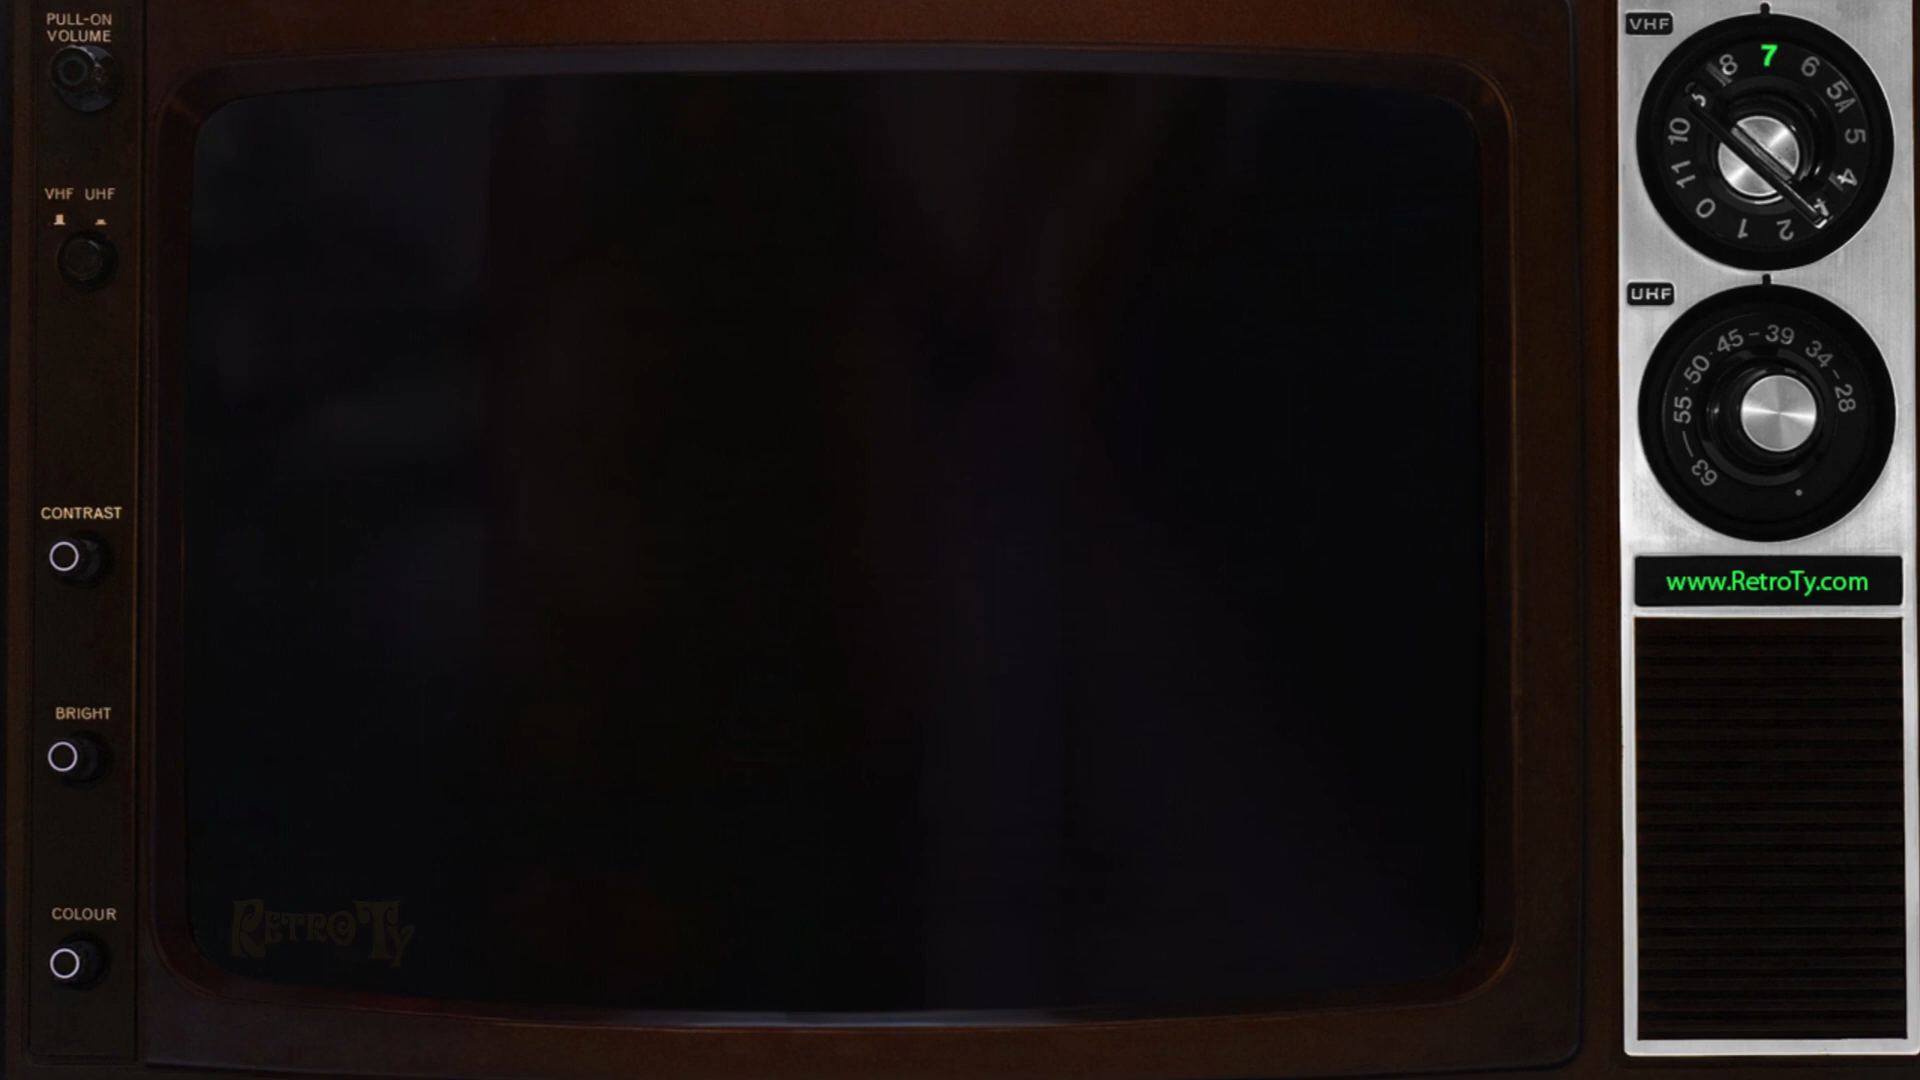 PULL-ON
VOLUME
VHF UHF
CONTRAST
BRIGHT
COLOUR
RETROTY
VHF
7
6
5A
5
4
2
1
0
11
10
8
UHF
63 55 50 45 39 34 28
www.RetroTy.com